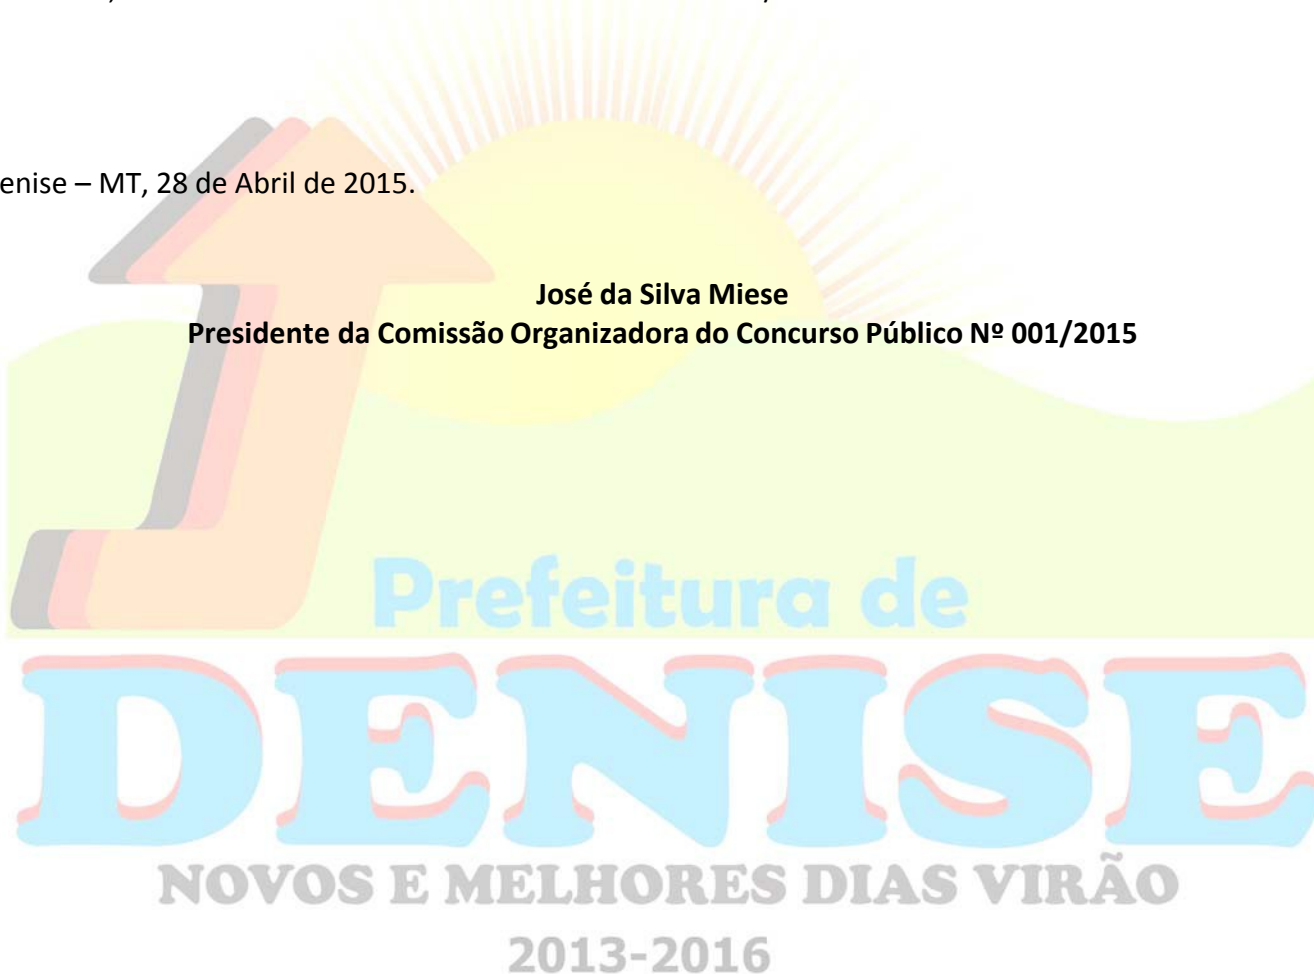 enise – MT, 28 de Abril de 2015.
José da Silva Miese
Presidente da Comissão Organizadora do Concurso Público Nº 001/2015
Prefeitura de
DENISE
NOVOS E MELHORES DIAS VIRÃO
2013-2016